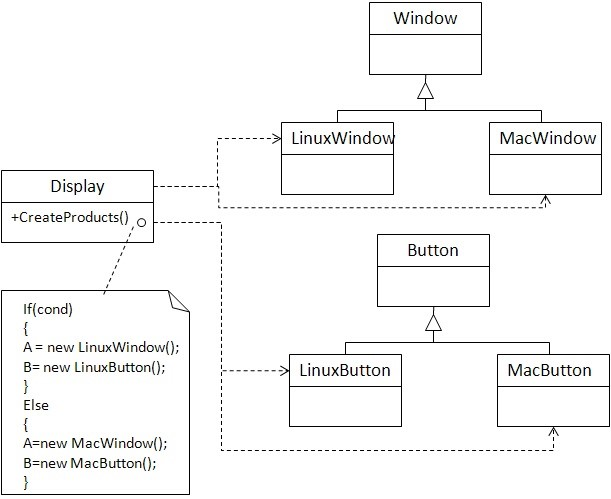 Window
LinuxWindow
MacWindow
Display
+CreateProducts()
Button
If(cond)
{
A = new LinuxWindow();
B= new LinuxButton();
}
Else
{
A=new MacWindow();
B=new MacButton();
}
LinuxButton
MacButton